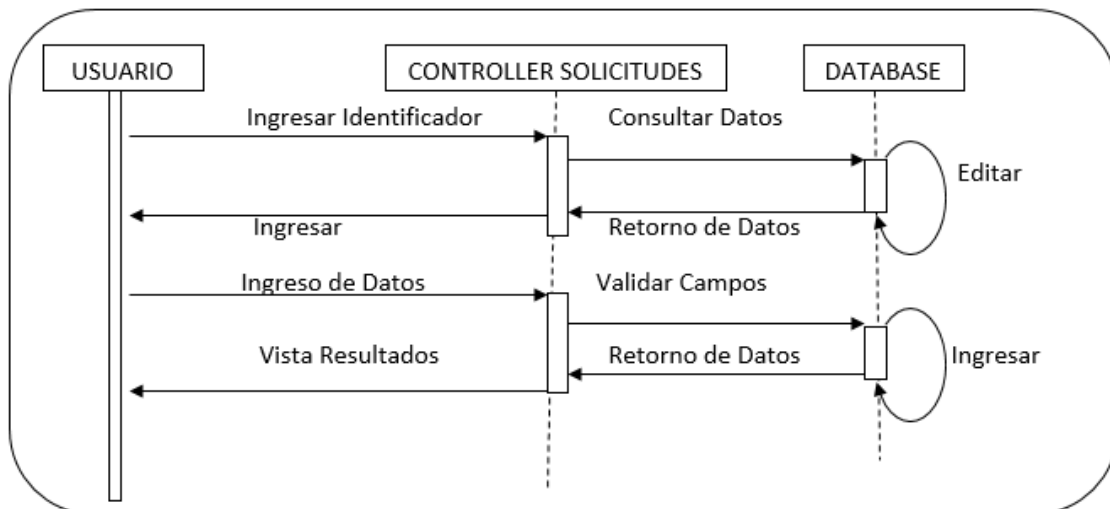 USUARIO
CONTROLLER SOLICITUDES
DATABASE
Ingresar Identificador
Consultar Datos
Editar
Ingresar
Retorno de Datos
Ingreso de Datos
Validar Campos
Vista Resultados
Retorno de Datos
Ingresar